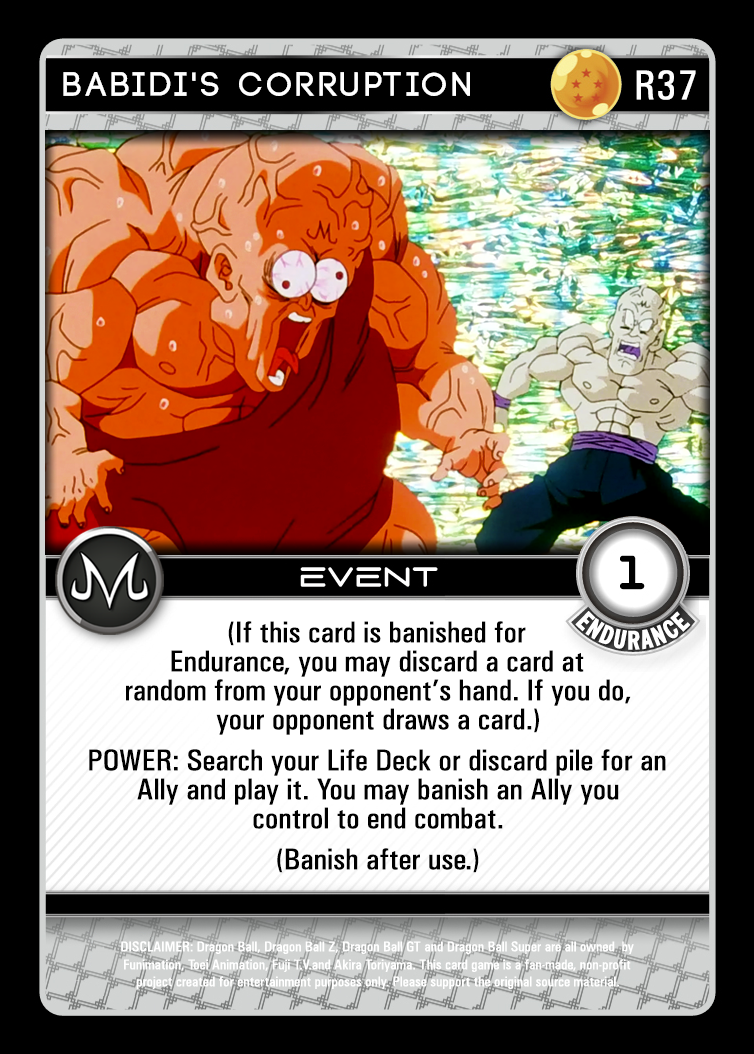 BABIDI'S CORRUPTION
R37
EVENT
1
ENDURANCE
(If this card is banished for
Endurance, you may discard a card at
random from your opponent's hand. If you do,
your opponent draws a card.)
POWER: Search your Life Deck or discard pile for an
Ally and play it. You may banish an Ally you
control to end combat.
(Banish after use.)
DISCLAIMER: Dragon Ball, Dragon Ball Z, Dragon Ball GT and Dragon Ball Super are all owned by
Funimation, Toei Animation, Fuji T.V.and Akira Toriyama. This card game is a fan-made, non-profit
project created for entertainment purposes only. Please support the original source material.